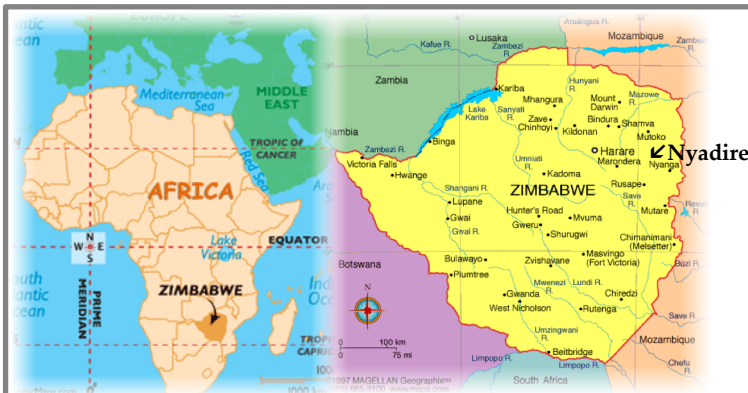 Atlantic
Ocean
EUROPE
Mediterranean
Sea
MIDDLE
EAST
TROPIC OF
CANCER
Red
Sea
AFRICA
N
W E
S
Lake
Victoria
EQUATOR
PRIME
MERIDIAN
ZIMBABWE
Lusaka
Kafue R.
Zambezi
R.
Mozambique
Zambia
Kariba
Lake
Kariba
Sanyati
R.
Hunyani
R.
Mhangura
Mount
Darwin
Mazowe
R.
Zave
Chinhoyi
Kildonan
Bindura
Shamva
Mutoko
Binga
Zambezi R.
Victoria Falls
Hwange
Harare
Marondera
Nyadire
Nyanga
Umniati
R.
Kadoma
Rusape
ZIMBABWE
Shangani R.
Lupane
Gwai
Gwai R.
Hunter's Road
Gweru
Mvuma
Shurugwi
Save
R.
Mutare
Chimanimani
(Melsetter)
Búzi R.
Botswana
Bulawayo
Plumtree
Zvishavane
Masvingo
(Fort Victoria)
Mwenezi
R.
Lundi R.
Chiredzi
Gwanda
West Nicholson
Rutenga
Save R.
Umzingwani
R.
Beitbridge
Mozambique
Limpopo R.
Limpopo R.
South Africa
N
0 100 km
0 75 mi
©1997 MAGELLAN Geographix